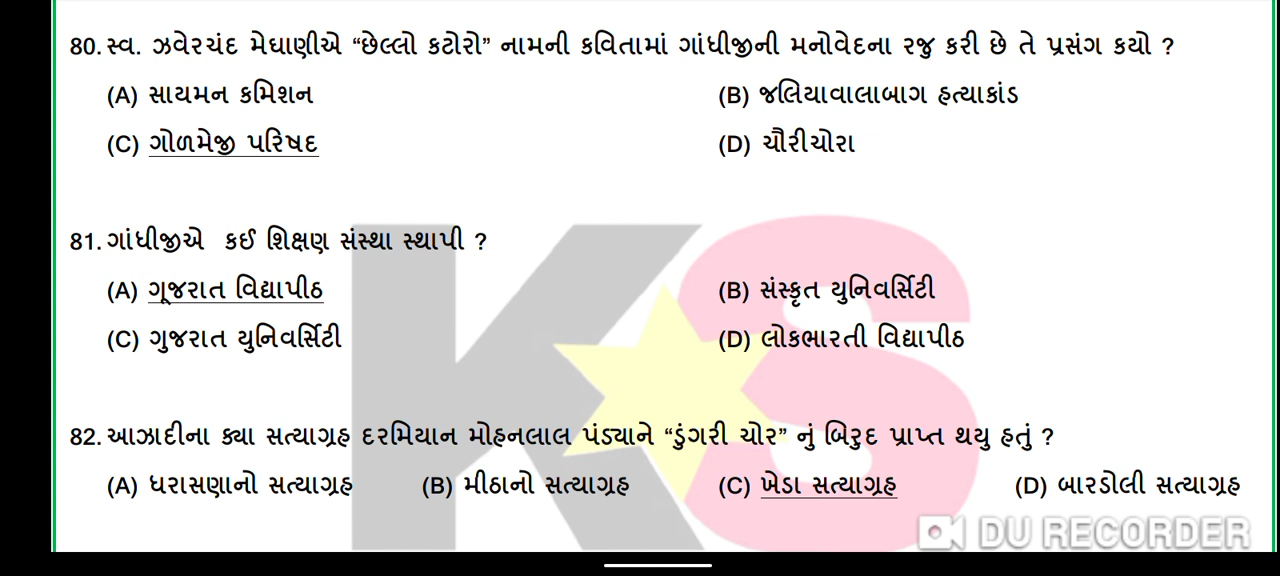 80. સ્વ. ઝવેરચંદ મેઘાણીએ “છેલ્લો કટોરો” નામની કવિતામાં ગાંધીજીની મનોવેદના રજુ કરી છે તે પ્રસંગ કયો ?
(A) સાયમન કમિશન (B) જલિયાવાલાબાગ હત્યાકાંડ
(C) ગોળમેજી પરિષદ (D) ચૌરીચોરા
81. ગાંધીજીએ કઈ શિક્ષણ સંસ્થા સ્થાપી ?
(A) ગૂજરાત વિદ્યાપીઠ (B) સંસ્કૃત યુનિવર્સિટી
(C) ગુજરાત યુનિવર્સિટી (D) લોકભારતી વિદ્યાપીઠ
82. આઝાદીના ક્યા સત્યાગ્રહ દરમિયાન મોહનલાલ પંડ્યાને “ડુંગરી ચોર” નું બિરુદ પ્રાપ્ત થયુ હતું ?
(A) ધરાસણાનો સત્યાગ્રહ (B) મીઠાનો સત્યાગ્રહ (C) ખેડા સત્યાગ્રહ (D) બારડોલી સત્યાગ્રહ
KS
DU RECORDER